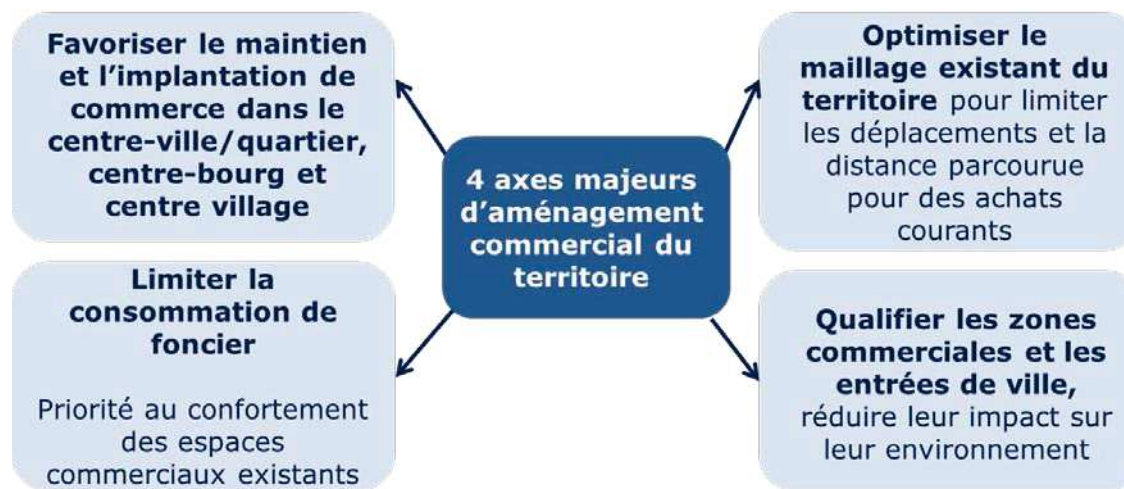 Favoriser le maintien
et l'implantation de
commerce dans le
centre-ville/quartier,
centre-bourg et
centre village
Optimiser le
maillage existant du
territoire pour limiter
les déplacements et la
distance parcourue
pour des achats
courants
4 axes majeurs
d'aménagement
commercial du
territoire
Limiter la
consommation de
foncier
Priorité au confortement
des espaces
commerciaux existants
Qualifier les zones
commerciales et les
entrées de ville,
réduire leur impact sur
leur environnement